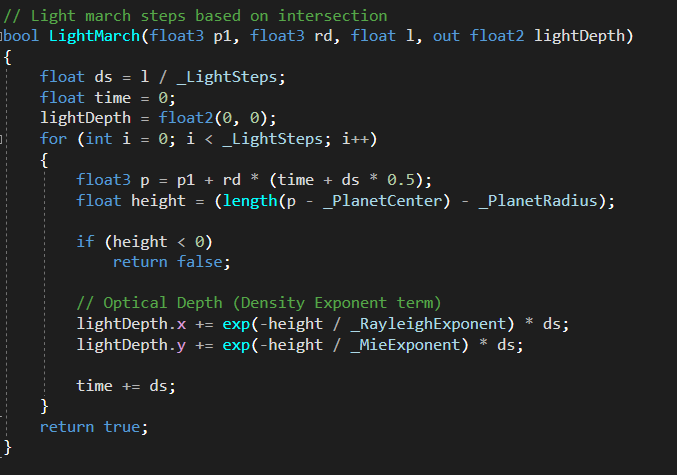 // Light march steps based on intersection
bool LightMarch(float3 p1, float3 rd, float l, out float2 lightDepth)
{
    float ds = l / _LightSteps;
    float time = 0;
    lightDepth = float2(0, 0);
    for (int i = 0; i < _LightSteps; i++)
    {
        float3 p = p1 + rd * (time + ds * 0.5);
        float height = (length(p - _PlanetCenter) - _PlanetRadius);

        if (height < 0)
            return false;

        // Optical Depth (Density Exponent term)
        lightDepth.x += exp(-height / _RayleighExponent) * ds;
        lightDepth.y += exp(-height / _MieExponent) * ds;

        time += ds;
    }
    return true;
}